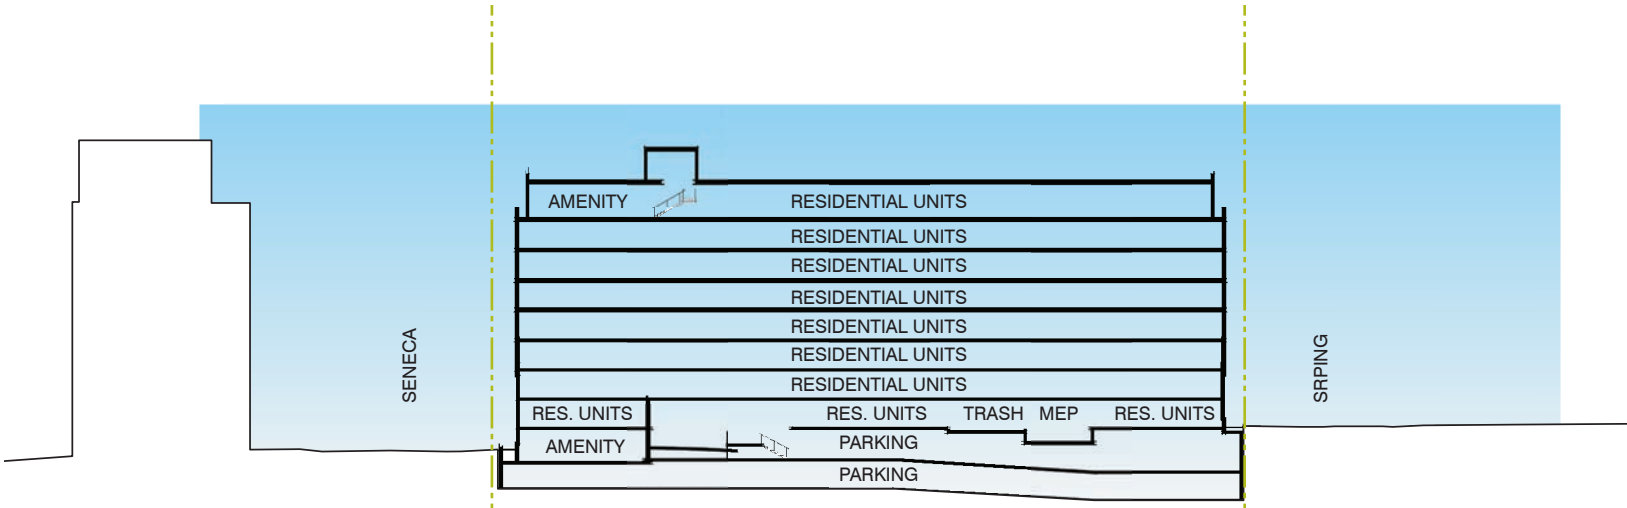 AMENITY RESIDENTIAL UNITS
RESIDENTIAL UNITS
RESIDENTIAL UNITS
RESIDENTIAL UNITS
RESIDENTIAL UNITS
RESIDENTIAL UNITS
RESIDENTIAL UNITS
RES. UNITS RES. UNITS TRASH MEP RES. UNITS
AMENITY PARKING
PARKING
SENECA
SRPING